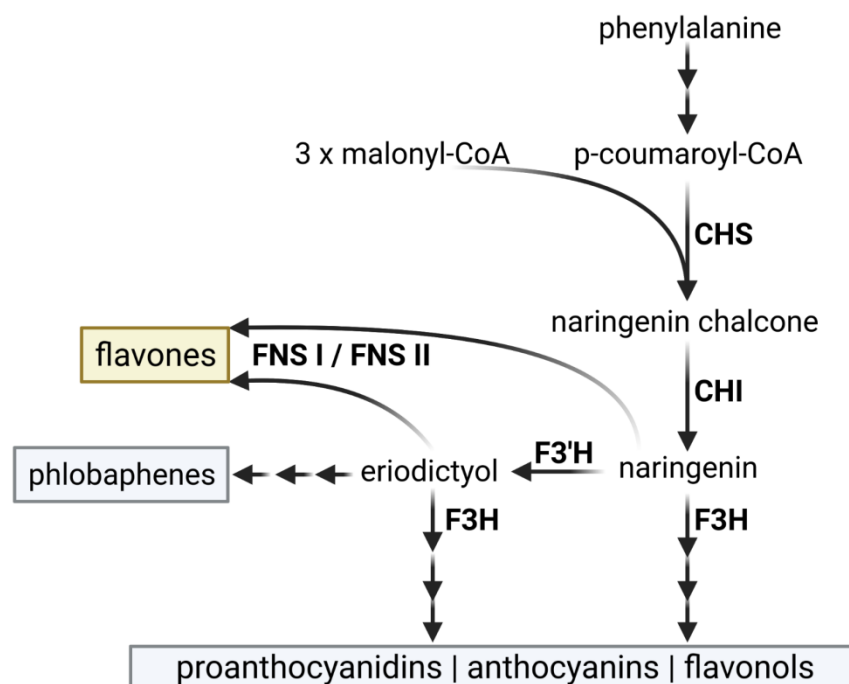 phenylalanine
3 x malonyl-CoA p-coumaroyl-CoA
CHS
naringenin chalcone
flavones FNS I / FNS II
CHI
phlobaphenes eriodictyol F3'H naringenin
F3H F3H
proanthocyanidins | anthocyanins | flavonols